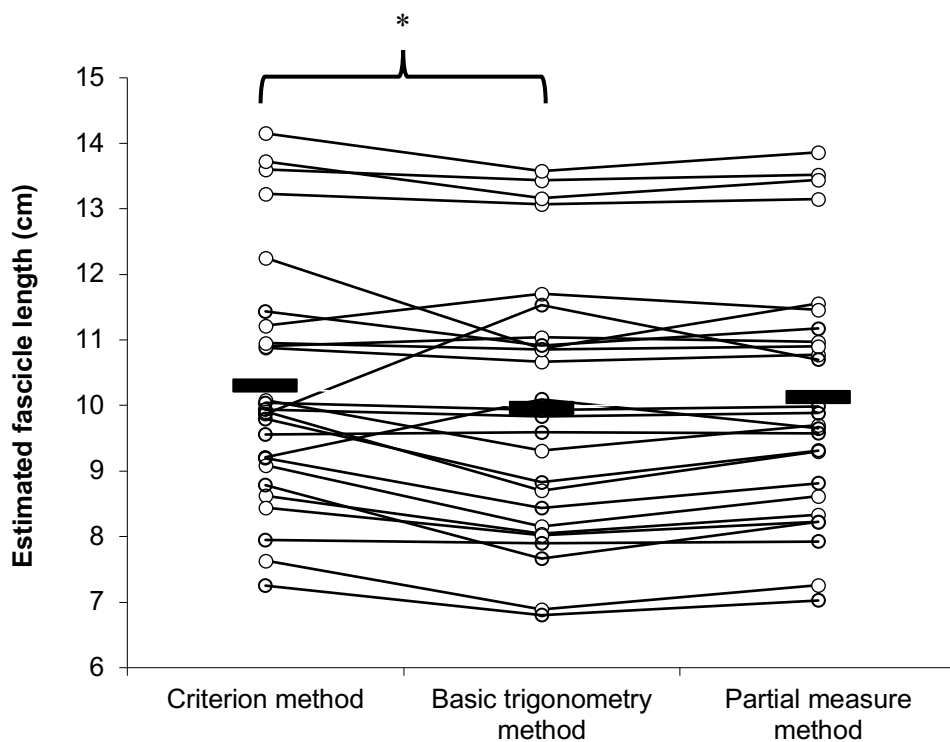 *
15
14
13
12
11
10
9
8
7
6
Estimated fascicle length (cm)
Criterion method
Basic trigonometry
method
Partial measure
method